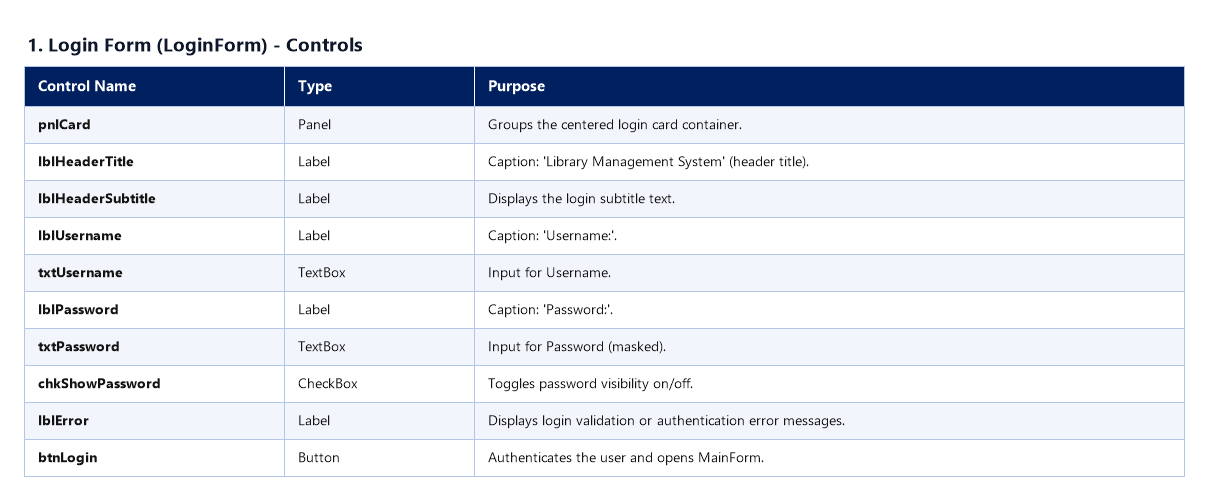 1. Login Form (LoginForm) - Controls
Control Name Type Purpose
pnlCard Panel Groups the centered login card container.
lblHeaderTitle Label Caption: 'Library Management System' (header title).
lblHeaderSubtitle Label Displays the login subtitle text.
lblUsername Label Caption: 'Username:'.
txtUsername TextBox Input for Username.
lblPassword Label Caption: 'Password:'.
txtPassword TextBox Input for Password (masked).
chkShowPassword CheckBox Toggles password visibility on/off.
lblError Label Displays login validation or authentication error messages.
btnLogin Button Authenticates the user and opens MainForm.